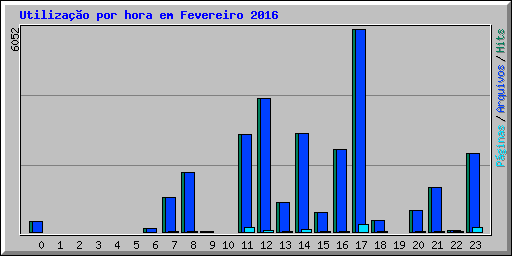 Utilização por hora em Fevereiro 2016
6052
Páginas / Arquivos / Hits
0 1 2 3 4 5 6 7 8 9 10 11 12 13 14 15 16 17 18 19 20 21 22 23